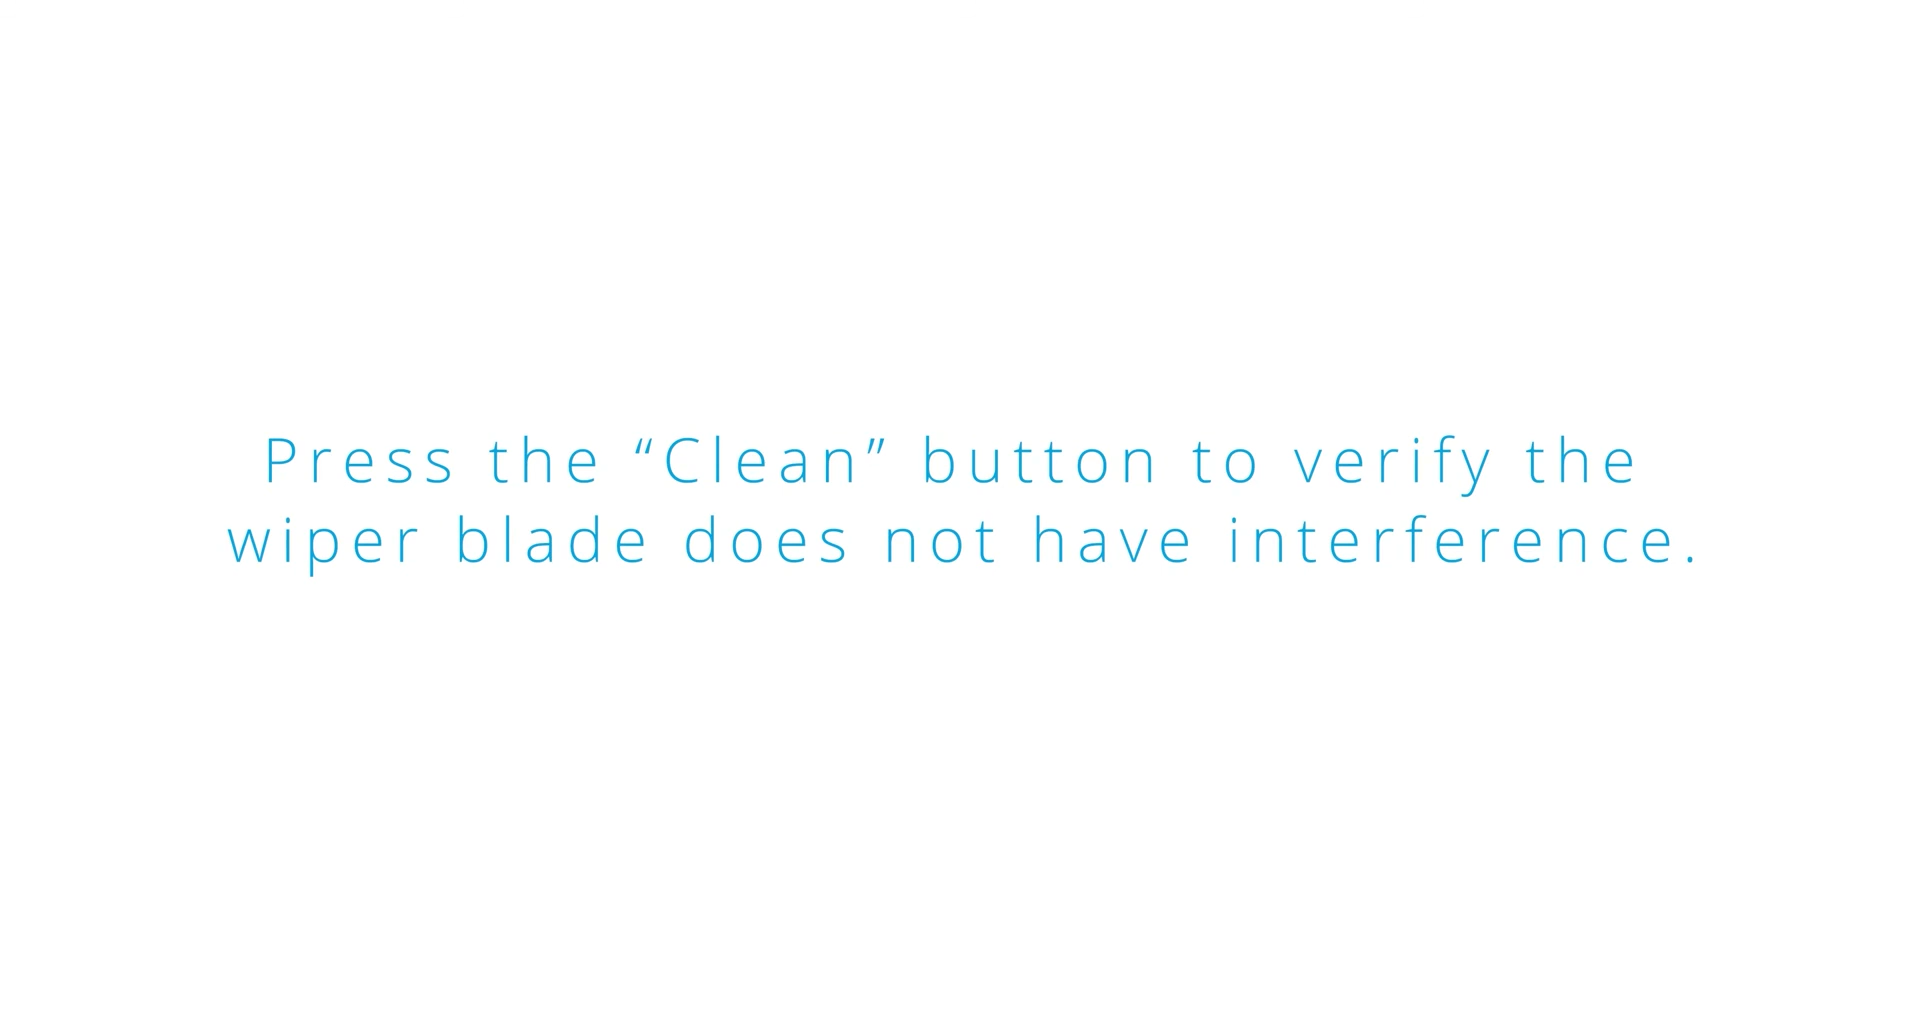 Press the “Clean” button to verify the
wiper blade does not have interference.